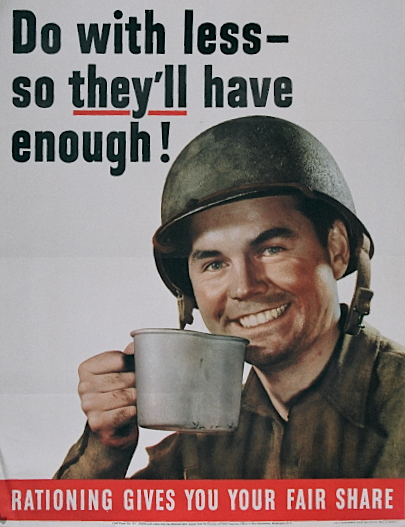 Do with less–
so they'll have
enough!
RATIONING GIVES YOU YOUR FAIR SHARE